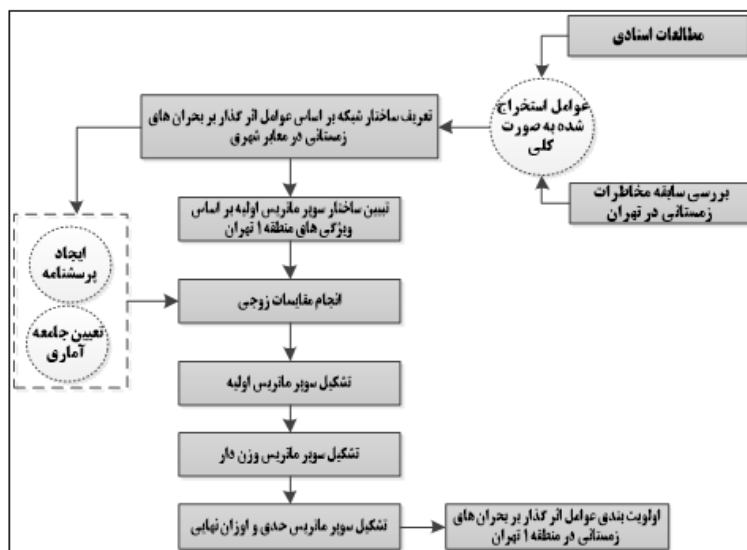 مطالعات اسنادی
عوامل استخراج
شده به صورت
کلی
بررسی سابقه مخاطرات
زمستانی در تهران
تعریف ساختار شبکه بر اساس عوامل اثر گذار بر بحران های
زمستانی در معابر شهری
تبیین ساختار سوپر ماتریس اولیه بر اساس
ویژگی های منطقه ۱ تهران
ایجاد
پرسشنامه
تعیین جامعه
آماری
انجام مقایسات زوجی
تشکیل سوپر ماتریس اولیه
تشکیل سوپر ماتریس وزن دار
تشکیل سوپر ماتریس حدی و اوزان نهایی
اولویت بندی عوامل اثر گذار بر بحران های
زمستانی در منطقه ۱ تهران